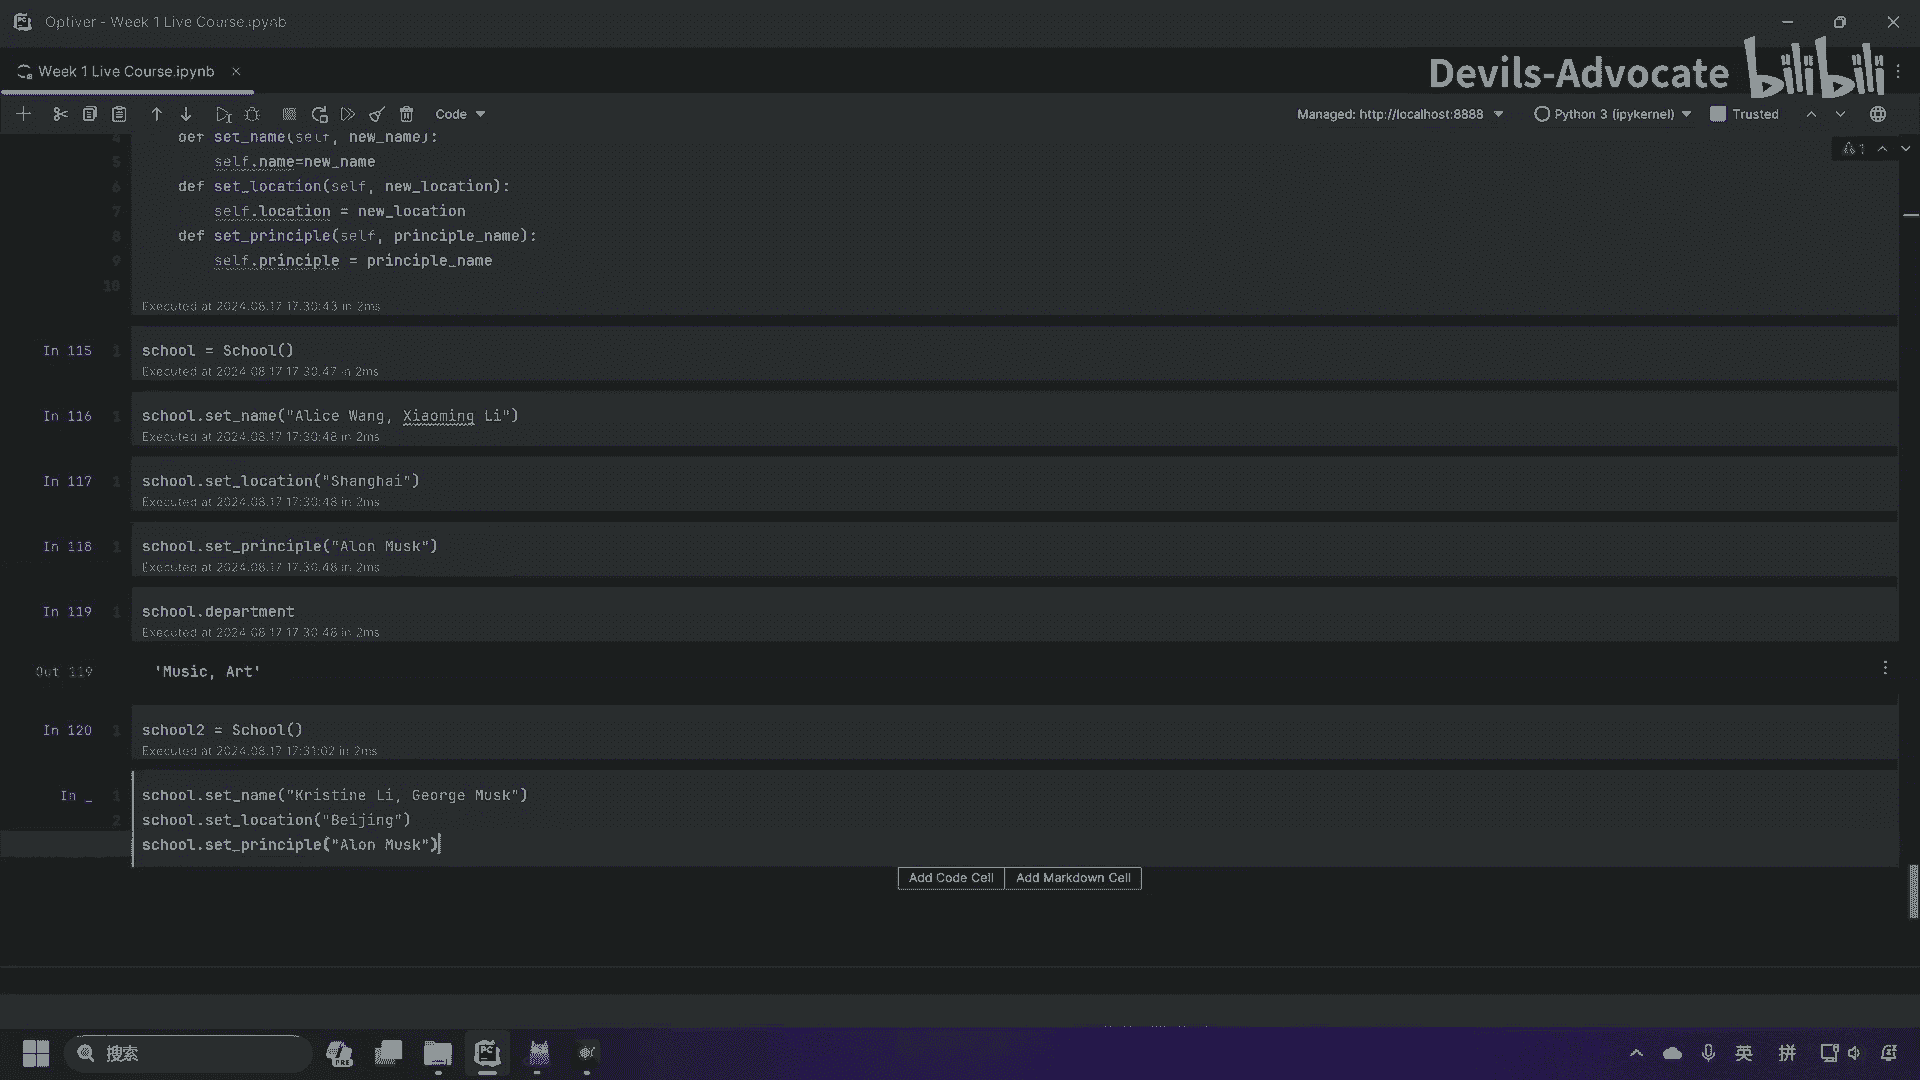 Optiver - Week 1 Live Course.ipynb
Week 1 Live Course.ipynb
Devils-Advocate bilibili
Code
Managed: http://localhost:8888
Python 3 (ipykernel)
Trusted
1
4 def set_name(self, new_name):
5 self.name=new_name
6 def set_location(self, new_location):
7 self.location = new_location
8 def set_principle(self, principle_name):
9 self.principle = principle_name
10
Executed at 2024.08.17 17:30:43 in 2ms
In 115 1 school = School()
Executed at 2024.08.17 17:30:47 in 2ms
In 116 1 school.set_name("Alice Wang, Xiaoming Li")
Executed at 2024.08.17 17:30:48 in 2ms
In 117 1 school.set_location("Shanghai")
Executed at 2024.08.17 17:30:48 in 2ms
In 118 1 school.set_principle("Alon Musk")
Executed at 2024.08.17 17:30:48 in 2ms
In 119 1 school.department
Executed at 2024.08.17 17:30:48 in 2ms
Out 119 'Music, Art'
In 120 1 school2 = School()
Executed at 2024.08.17 17:31:02 in 2ms
In _ 1 school.set_name("Kristine Li, George Musk")
2 school.set_location("Beijing")
school.set_principle("Alon Musk")
Add Code Cell Add Markdown Cell
搜索
PRE
PC
英
拼